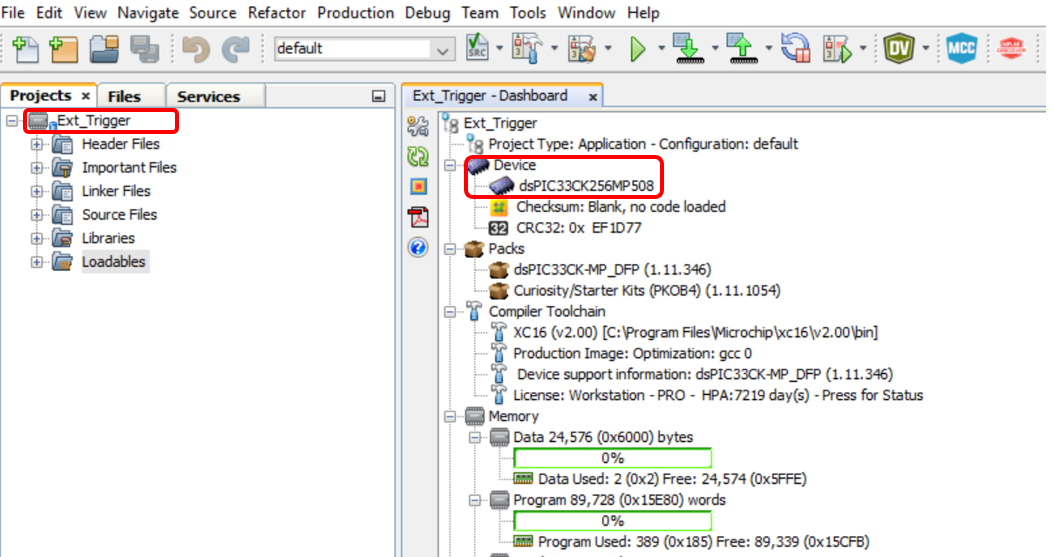 File Edit View Navigate Source Refactor Production Debug Team Tools Window Help
default
SRC
DV
MCC
Projects × Files Services
Ext_Trigger - Dashboard ×
Ext_Trigger
Header Files
Important Files
Linker Files
Source Files
Libraries
Loadables
Ext_Trigger
Project Type: Application - Configuration: default
Device
dsPIC33CK256MP508
Checksum: Blank, no code loaded
32 CRC32: 0x EF1D77
Packs
dsPIC33CK-MP_DFP (1.11.346)
Curiosity/Starter Kits (PKOB4) (1.11.1054)
Compiler Toolchain
XC16 (v2.00) [C:\Program Files\Microchip\xc16\v2.00\bin]
Production Image: Optimization: gcc 0
Device support information: dsPIC33CK-MP_DFP (1.11.346)
License: Workstation - PRO - HPA:7219 day(s) - Press for Status
Memory
Data 24,576 (0x6000) bytes
0%
Data Used: 2 (0x2) Free: 24,574 (0x5FFE)
Program 89,728 (0x15E80) words
0%
Program Used: 389 (0x185) Free: 89,339 (0x15CFB)